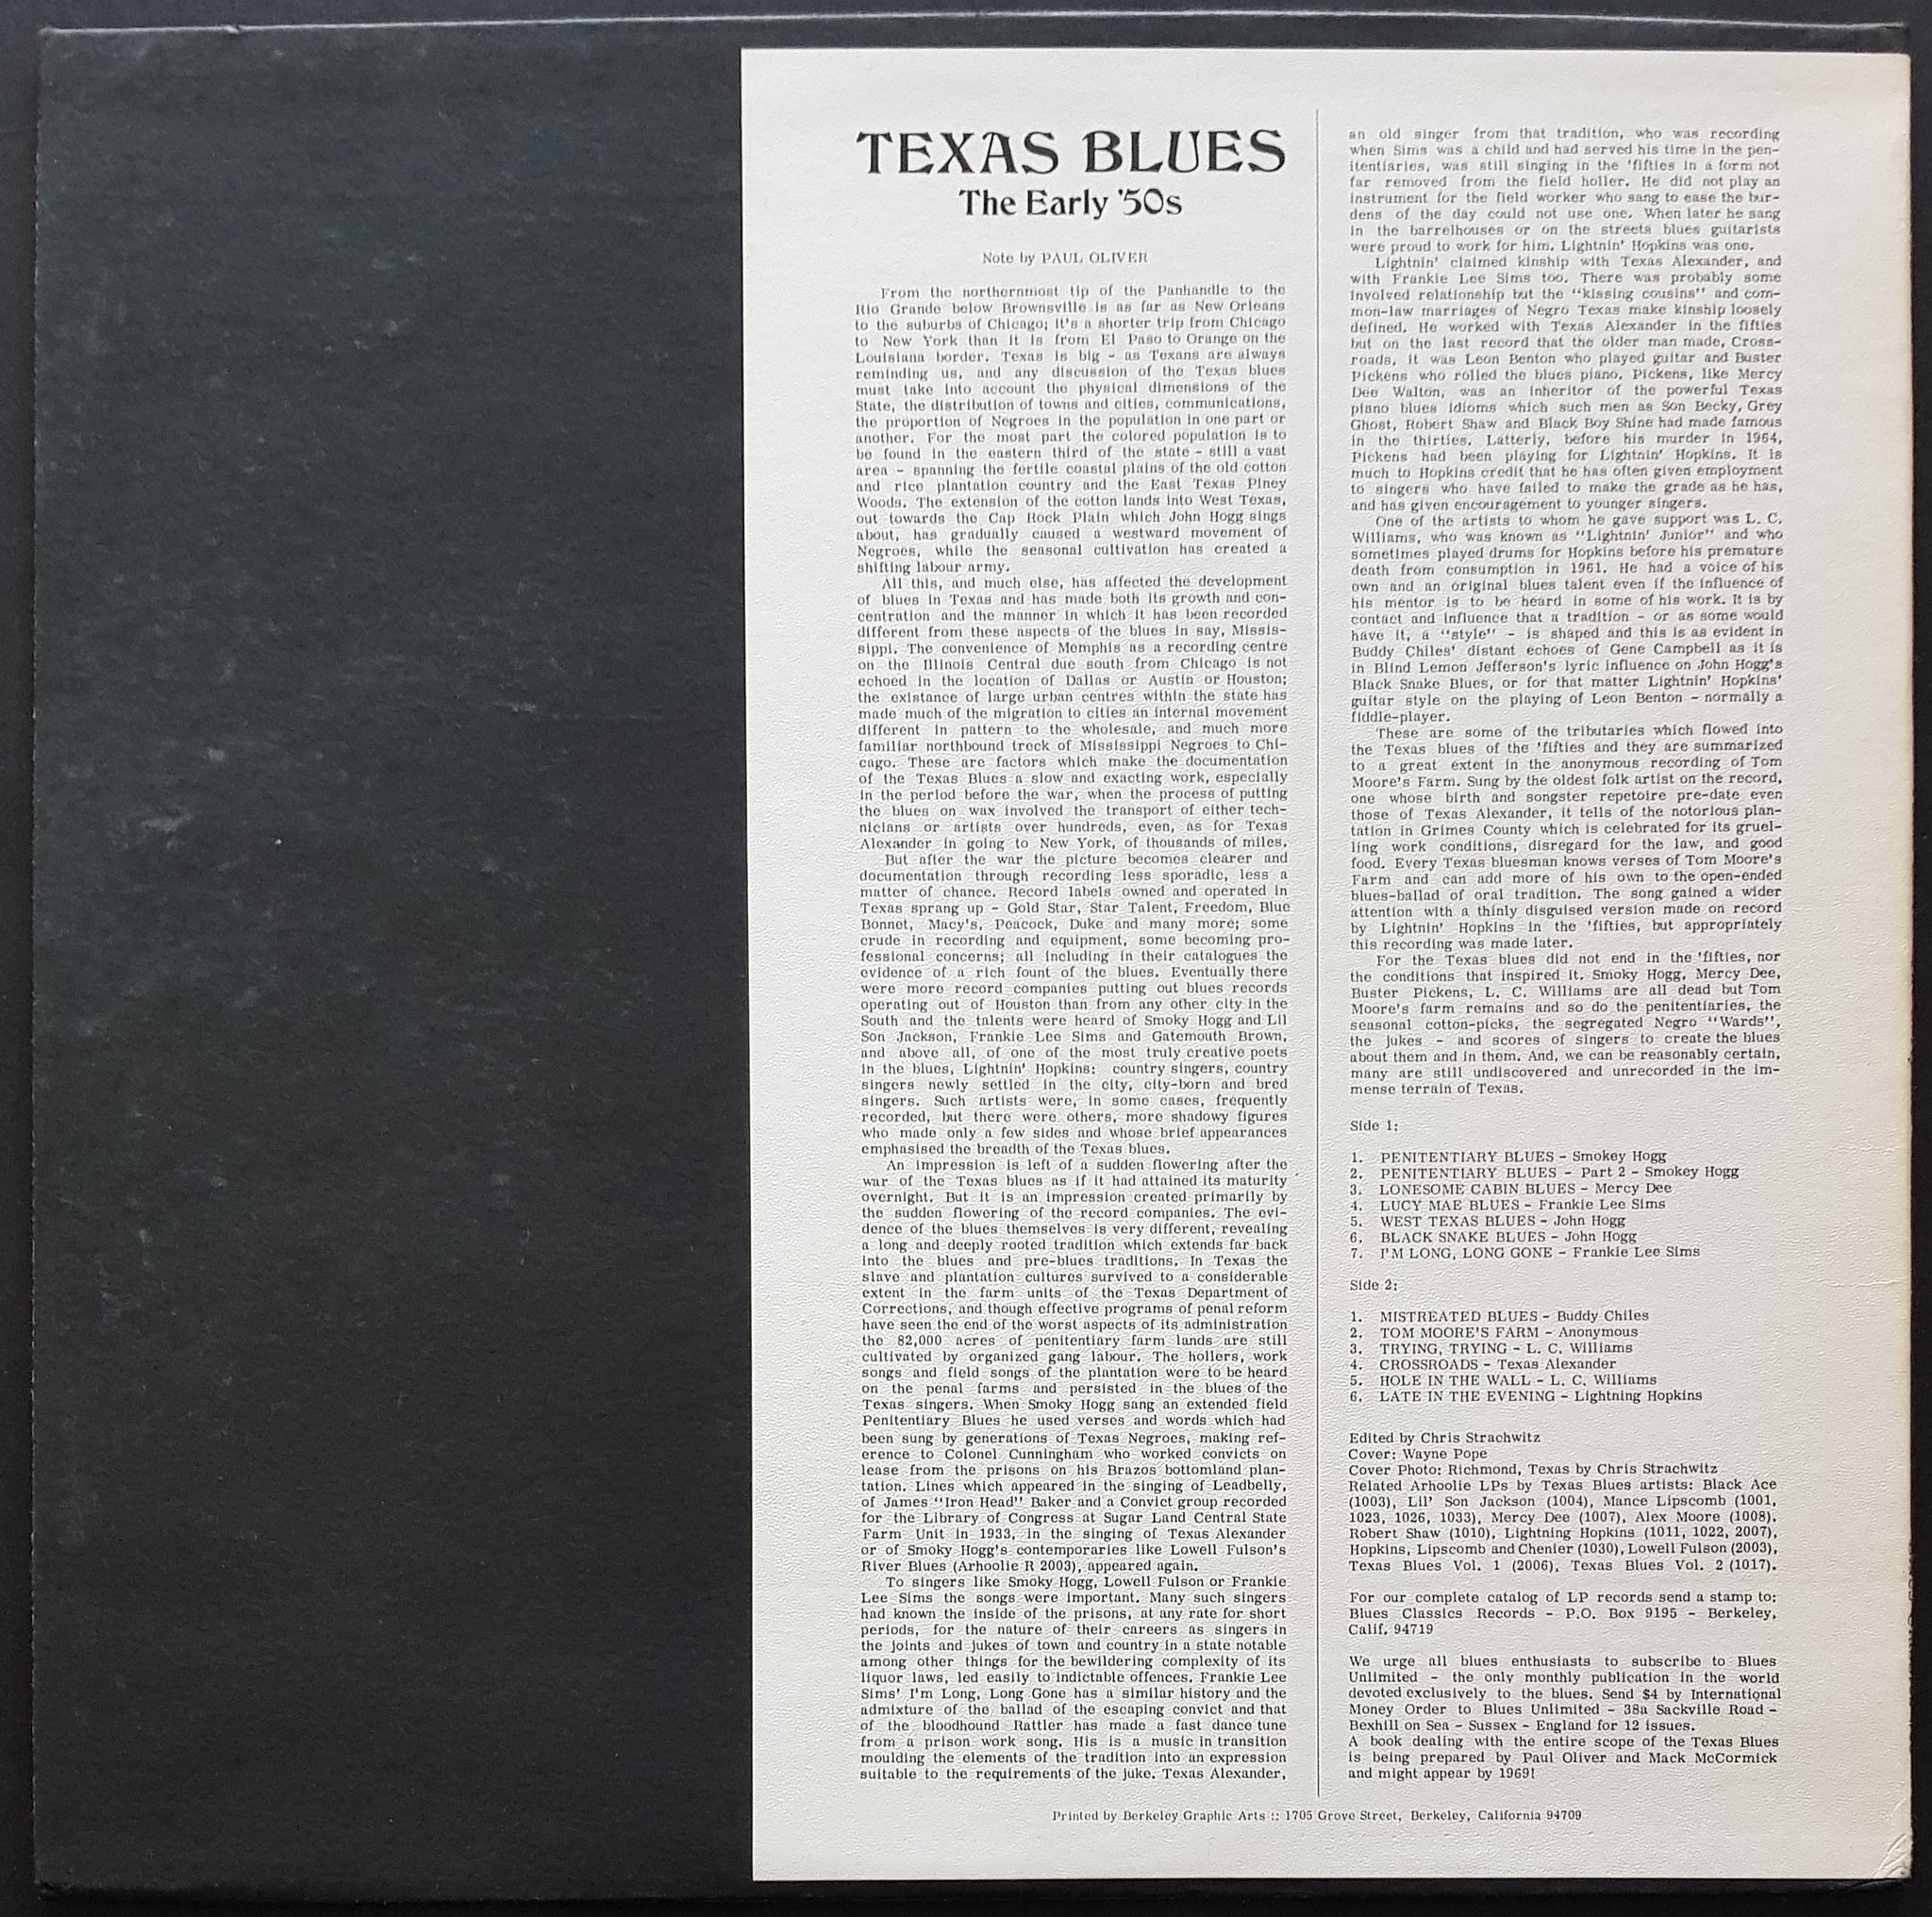 TEXAS BLUES
The Early '50s
Note by PAUL OLIVER
From the northernmost tip of the Panhandle to the
Rio Grande below Brownsville is as far as New Orleans
to the suburbs of Chicago; it's a shorter trip from Chicago
to New York than it is from El Paso to Orange on the
Louisiana border. Texas is big - as Texans are always
reminding us, and any discussion of the Texas blues
must take into account the physical dimensions of the
State, the distribution of towns and cities, communications,
the proportion of Negroes in the population in one part or
another. For the most part the colored population is to
be found in the eastern third of the state - still a vast
area - spanning the fertile coastal plains of the old cotton
and rice plantation country and the East Texas Piney
Woods. The extension of the cotton lands into West Texas,
out towards the Cap Rock Plain which John Hogg sings
about, has gradually caused a westward movement of
Negroes, while the seasonal cultivation has created a
shifting labour army.
All this, and much else, has affected the development
of blues in Texas and has made both its growth and con-
centration and the manner in which it has been recorded
different from these aspects of the blues in say, Missis-
sippi. The convenience of Memphis as a recording centre
on the Illinois Central due south from Chicago is not
echoed in the location of Dallas or Austin or Houston;
the existance of large urban centres within the state has
made much of the migration to cities an internal movement
different in pattern to the wholesale, and much more
familiar northbound trock of Mississippi Negroes to Chi-
cago. These are factors which make the documentation
of the Texas Blues a slow and exacting work, especially
in the period before the war, when the process of putting
the blues on wax involved the transport of either tech-
nicians or artists over hundreds, even, as for Texas
Alexander in going to New York, of thousands of miles.
But after the war the picture becomes clearer and
documentation through recording less sporadic, less a
matter of chance. Record labels owned and operated in
Texas sprang up - Gold Star, Star Talent, Freedom, Blue
Bonnet, Macy's, Peacock, Duke and many more; some
crude in recording and equipment, some becoming pro-
fessional concerns; all including in their catalogues the
evidence of a rich fount of the blues. Eventually there
were more record companies putting out blues records
operating out of Houston than from any other city in the
South and the talents were heard of Smoky Hogg and Lil
Son Jackson, Frankie Lee Sims and Gatemouth Brown,
and above all, of one of the most truly creative poets
in the blues, Lightnin' Hopkins: country singers, country
singers newly settled in the city, city-born and bred
singers. Such artists were, in some cases, frequently
recorded, but there were others, more shadowy figures
who made only a few sides and whose brief appearances
emphasised the breadth of the Texas blues.
An impression is left of a sudden flowering after the
war of the Texas blues as if it had attained its maturity
overnight. But it is an impression created primarily by
the sudden flowering of the record companies. The evi-
dence of the blues themselves is very different, revealing
a long and deeply rooted tradition which extends far back
into the blues and pre-blues traditions. In Texas the
slave and plantation cultures survived to a considerable
extent in the farm units of the Texas Department of
Corrections, and though effective programs of penal reform
have seen the end of the worst aspects of its administration
the 82,000 acres of penitentiary farm lands are still
cultivated by organized gang labour. The hollers, work
songs and field songs of the plantation were to be heard
on the penal farms and persisted in the blues of the
Texas singers. When Smoky Hogg sang an extended field
Penitentiary Blues he used verses and words which had
been sung by generations of Texas Negroes, making ref-
erence to Colonel Cunningham who worked convicts on
lease from the prisons on his Brazos bottomland plan-
tation. Lines which appeared in the singing of Leadbelly,
of James "Iron Head" Baker and a Convict group recorded
for the Library of Congress at Sugar Land Central State
Farm Unit in 1933, in the singing of Texas Alexander
or of Smoky Hogg's contemporaries like Lowell Fulson's
River Blues (Arhoolie R 2003), appeared again.
To singers like Smoky Hogg, Lowell Fulson or Frankie
Lee Sims the songs were important. Many such singers
had known the inside of the prisons, at any rate for short
periods, for the nature of their careers as singers in
the joints and jukes of town and country in a state notable
among other things for the bewildering complexity of its
liquor laws, led easily to indictable offences. Frankie Lee
Sims' I'm Long, Long Gone has a similar history and the
admixture of the ballad of the escaping convict and that
of the bloodhound Rattler has made a fast dance tune
from a prison work song. His is a music in transition
moulding the elements of the tradition into an expression
suitable to the requirements of the juke. Texas Alexander,
an old singer from that tradition, who was recording
when Sims was a child and had served his time in the pen-
itentiaries, was still singing in the 'fifties in a form not
far removed from the field holler. He did not play an
instrument for the field worker who sang to ease the bur-
dens of the day could not use one. When later he sang
in the barrelhouses or on the streets blues guitarists
were proud to work for him. Lightnin' Hopkins was one.
Lightnin' claimed kinship with Texas Alexander, and
with Frankie Lee Sims too. There was probably some
involved relationship but the "kissing cousins" and com-
mon-law marriages of Negro Texas make kinship loosely
defined. He worked with Texas Alexander in the fifties
but on the last record that the older man made, Cross-
roads, it was Leon Benton who played guitar and Buster
Pickens who rolled the blues piano. Pickens, like Mercy
Dee Walton, was an inheritor of the powerful Texas
piano blues idioms which such men as Son Becky, Grey
Ghost, Robert Shaw and Black Boy Shine had made famous
in the thirties. Latterly, before his murder in 1964,
Pickens had been playing for Lightnin' Hopkins. It is
much to Hopkins credit that he has often given employment
to singers who have failed to make the grade as he has,
and has given encouragement to younger singers.
One of the artists to whom he gave support was L. C.
Williams, who was known as "Lightnin' Junior" and who
sometimes played drums for Hopkins before his premature
death from consumption in 1961. He had a voice of his
own and an original blues talent even if the influence of
his mentor is to be heard in some of his work. It is by
contact and influence that a tradition - or as some would
have it, a "style" - is shaped and this is as evident in
Buddy Chiles' distant echoes of Gene Campbell as it is
in Blind Lemon Jefferson's lyric influence on John Hogg's
Black Snake Blues, or for that matter Lightnin' Hopkins'
guitar style on the playing of Leon Benton - normally a
fiddle-player.
These are some of the tributaries which flowed into
the Texas blues of the 'fifties and they are summarized
to a great extent in the anonymous recording of Tom
Moore's Farm. Sung by the oldest folk artist on the record,
one whose birth and songster repetoire pre-date even
those of Texas Alexander, it tells of the notorious plan-
tation in Grimes County which is celebrated for its gruel-
ling work conditions, disregard for the law, and good
food. Every Texas bluesman knows verses of Tom Moore's
Farm and can add more of his own to the open-ended
blues-ballad of oral tradition. The song gained a wider
attention with a thinly disguised version made on record
by Lightnin' Hopkins in the 'fifties, but appropriately
this recording was made later.
For the Texas blues did not end in the 'fifties, nor
the conditions that inspired it. Smoky Hogg, Mercy Dee,
Buster Pickens, L. C. Williams are all dead but Tom
Moore's farm remains and so do the penitentiaries, the
seasonal cotton-picks, the segregated Negro "Wards",
the jukes - and scores of singers to create the blues
about them and in them. And, we can be reasonably certain,
many are still undiscovered and unrecorded in the im-
mense terrain of Texas.
Side 1:
1. PENITENTIARY BLUES - Smokey Hogg
2. PENITENTIARY BLUES - Part 2 - Smokey Hogg
3. LONESOME CABIN BLUES - Mercy Dee
4. LUCY MAE BLUES - Frankie Lee Sims
5. WEST TEXAS BLUES - John Hogg
6. BLACK SNAKE BLUES - John Hogg
7. I'M LONG, LONG GONE - Frankie Lee Sims
Side 2:
1. MISTREATED BLUES - Buddy Chiles
2. TOM MOORE'S FARM - Anonymous
3. TRYING, TRYING - L. C. Williams
4. CROSSROADS - Texas Alexander
5. HOLE IN THE WALL - L. C. Williams
6. LATE IN THE EVENING - Lightning Hopkins
Edited by Chris Strachwitz
Cover: Wayne Pope
Cover Photo: Richmond, Texas by Chris Strachwitz
Related Arhoolie LPs by Texas Blues artists: Black Ace
(1003), Lil' Son Jackson (1004), Mance Lipscomb (1001,
1023, 1026, 1033), Mercy Dee (1007), Alex Moore (1008),
Robert Shaw (1010), Lightning Hopkins (1011, 1022, 2007),
Hopkins, Lipscomb and Chenier (1030), Lowell Fulson (2003),
Texas Blues Vol. 1 (2006), Texas Blues Vol. 2 (1017).
For our complete catalog of LP records send a stamp to:
Blues Classics Records - P.O. Box 9195 - Berkeley,
Calif. 94719
We urge all blues enthusiasts to subscribe to Blues
Unlimited - the only monthly publication in the world
devoted exclusively to the blues. Send $4 by International
Money Order to Blues Unlimited - 38a Sackville Road -
Bexhill on Sea - Sussex - England for 12 issues.
A book dealing with the entire scope of the Texas Blues
is being prepared by Paul Oliver and Mack McCormick
and might appear by 1969!
Printed by Berkeley Graphic Arts :: 1705 Grove Street, Berkeley, California 94709